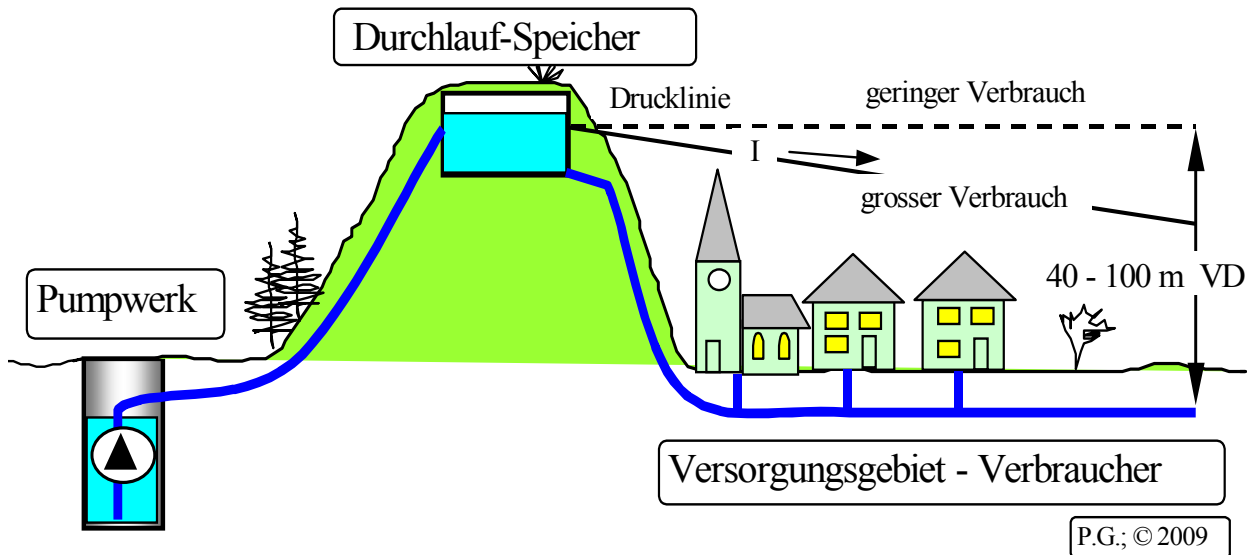 Durchlauf-Speicher
Drucklinie
geringer Verbrauch
I
grosser Verbrauch
Pumpwerk
40 - 100 m VD
Versorgungsgebiet - Verbraucher
P.G.; © 2009